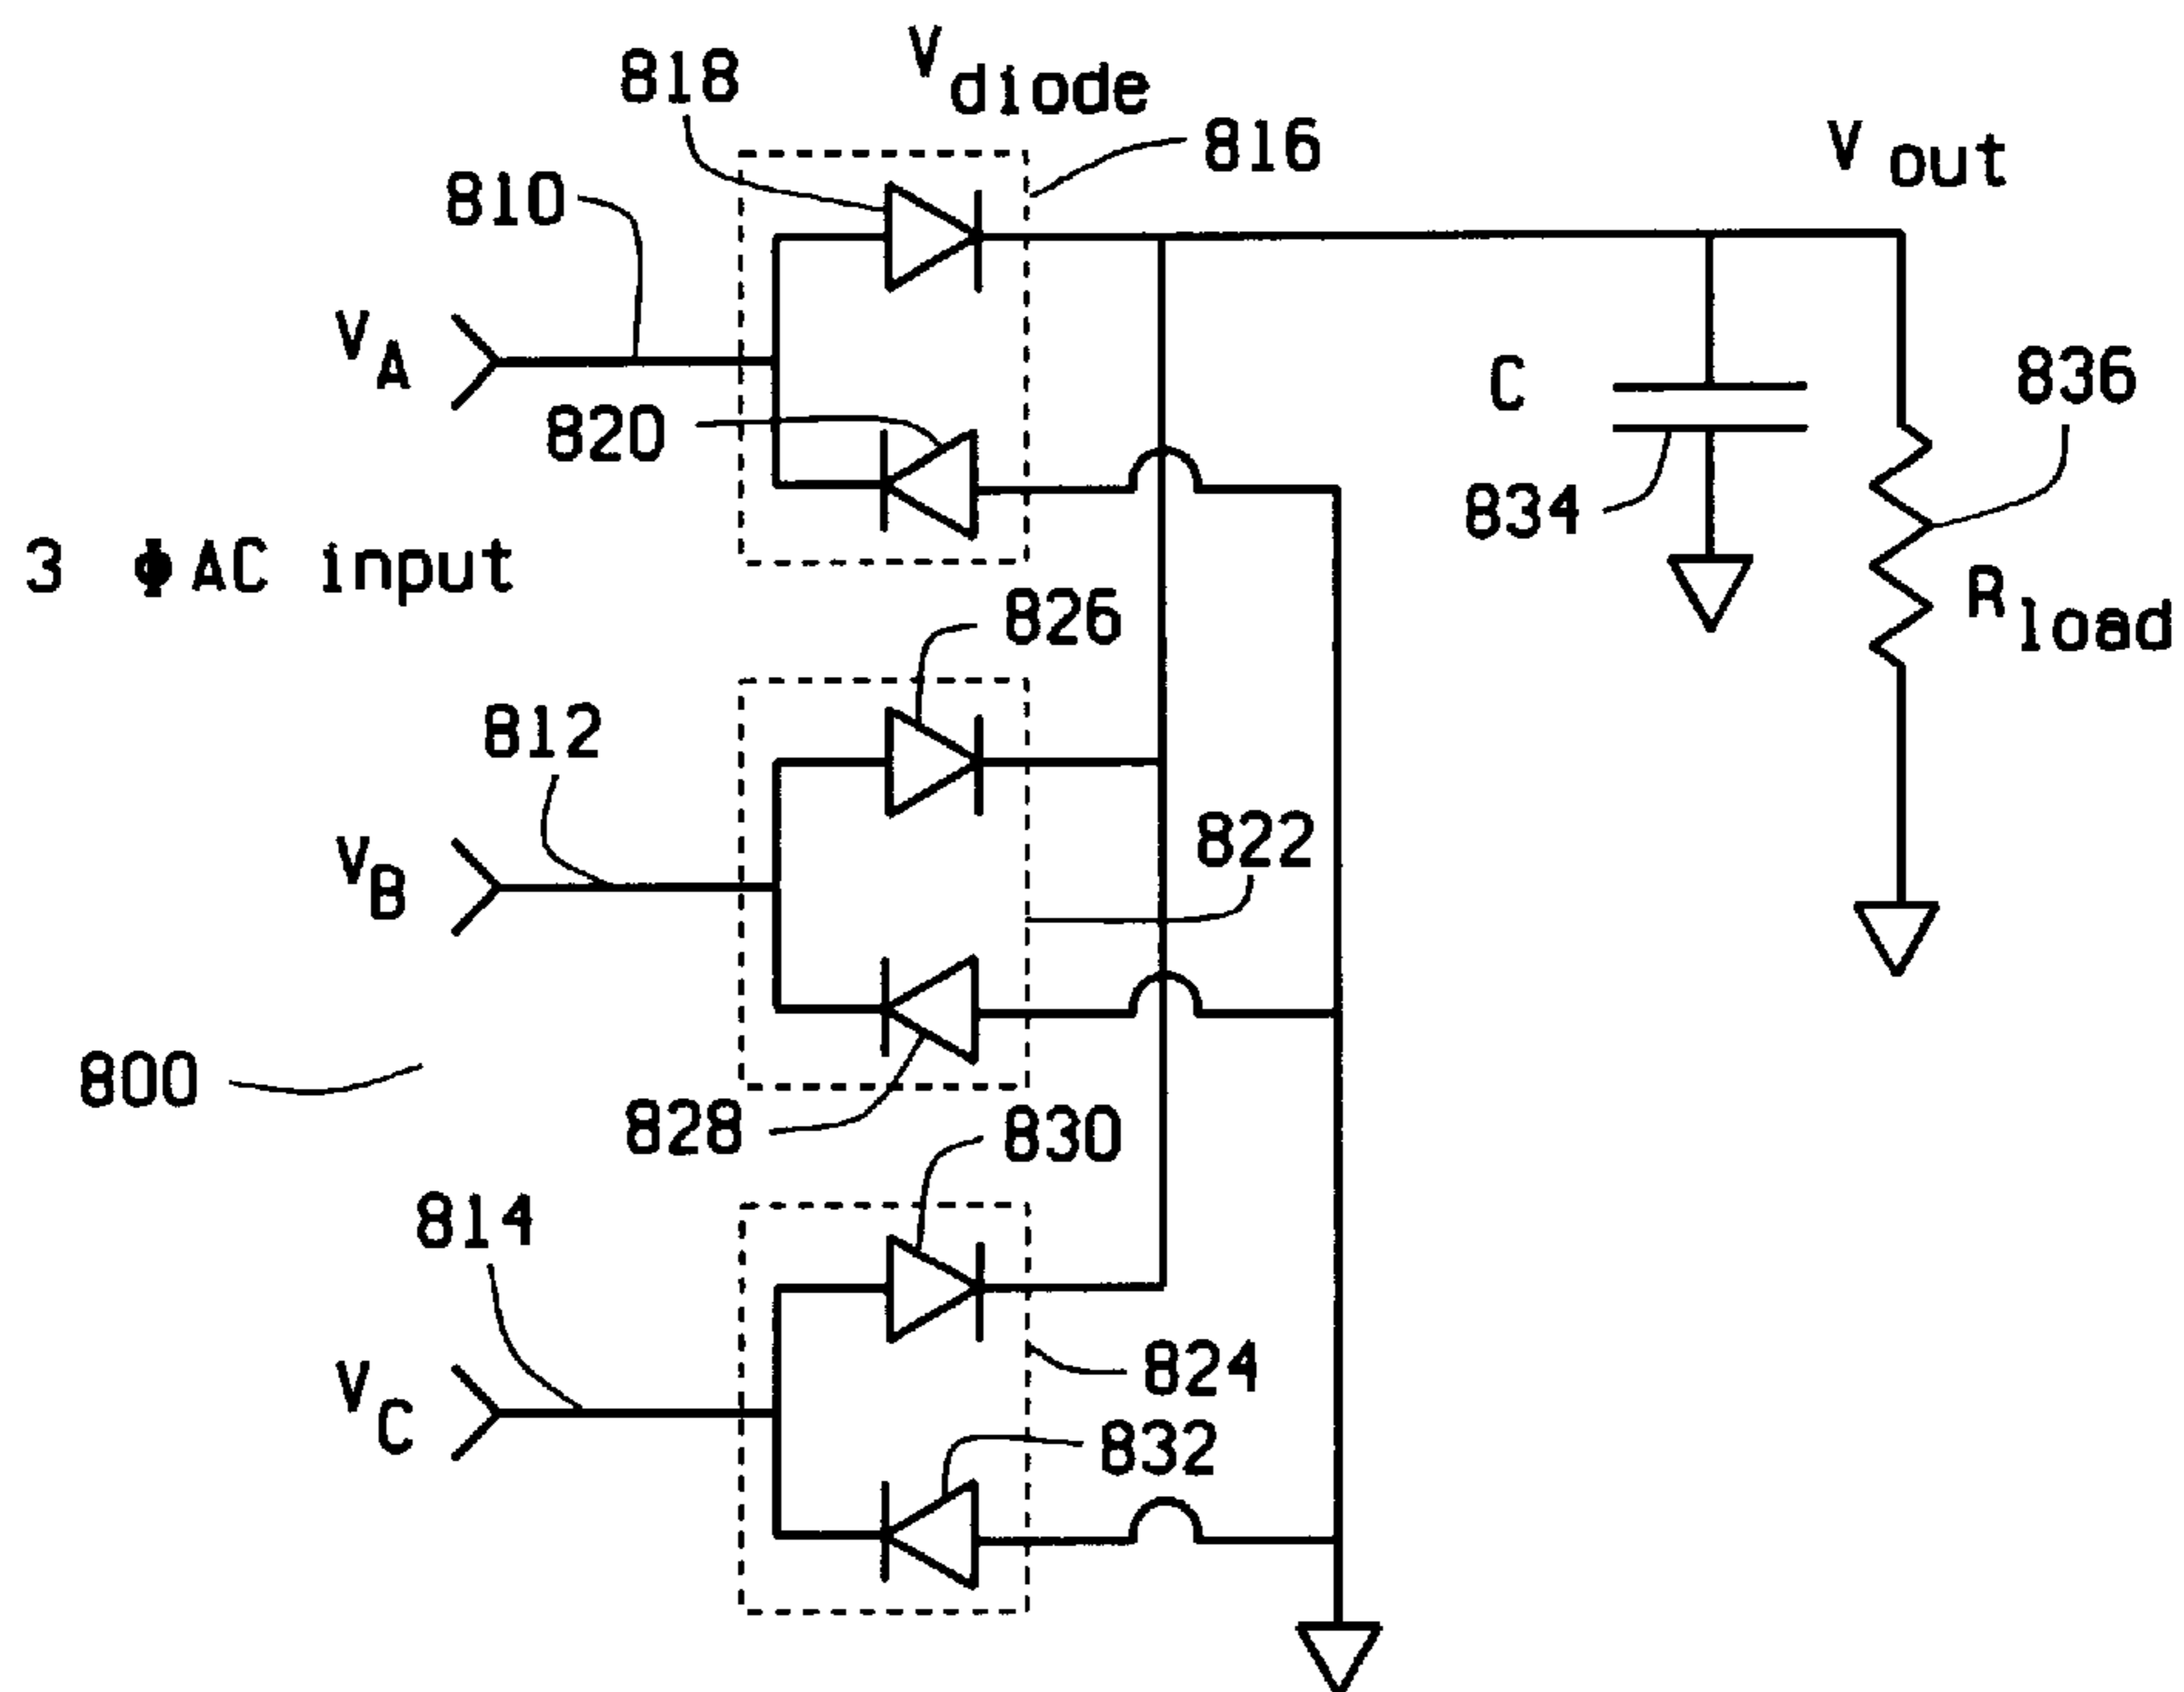 V diode
818
816
V out
810
V A
C
836
820
834
3 Φ AC input
R load
826
812
822
V B
800
828
830
814
824
V C
832